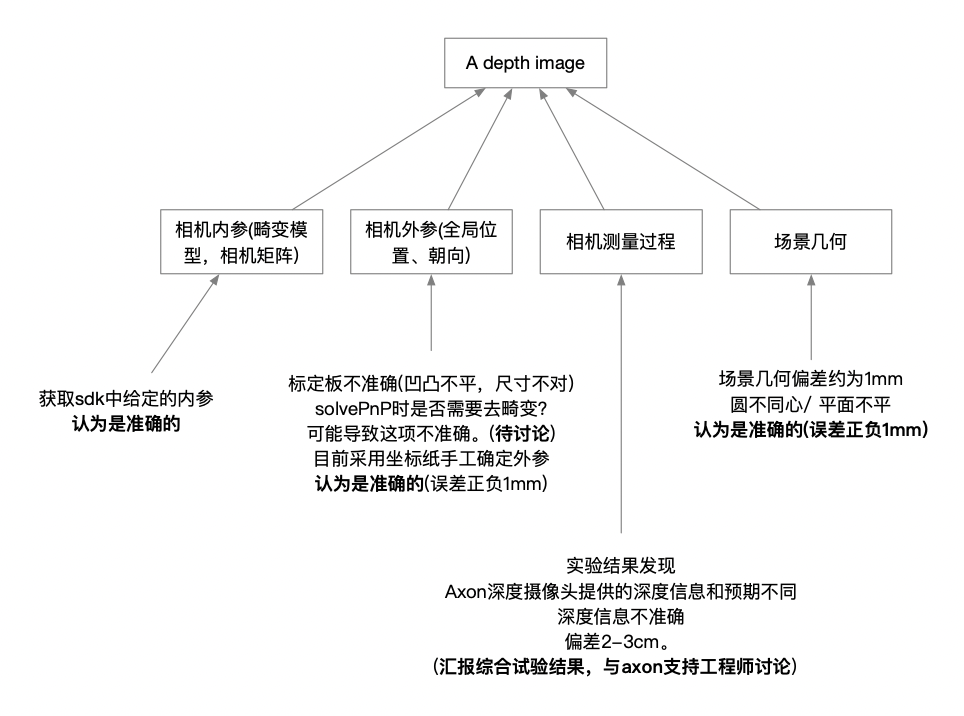 A depth image
相机内参(畸变模
型，相机矩阵）
相机外参(全局位
置、朝向）
相机测量过程
场景几何
获取sdk中给定的内参
认为是准确的
标定板不准确(凹凸不平，尺寸不对）
solvePnP时是否需要去畸变?
可能导致这项不准确。(待讨论）
目前采用坐标纸手工确定外参
认为是准确的(误差正负1mm）
场景几何偏差约为1mm
圆不同心/ 平面不平
认为是准确的(误差正负1mm）
实验结果发现
Axon深度摄像头提供的深度信息和预期不同
深度信息不准确
偏差2–3cm。
(汇报综合试验结果，与axon支持工程师讨论）